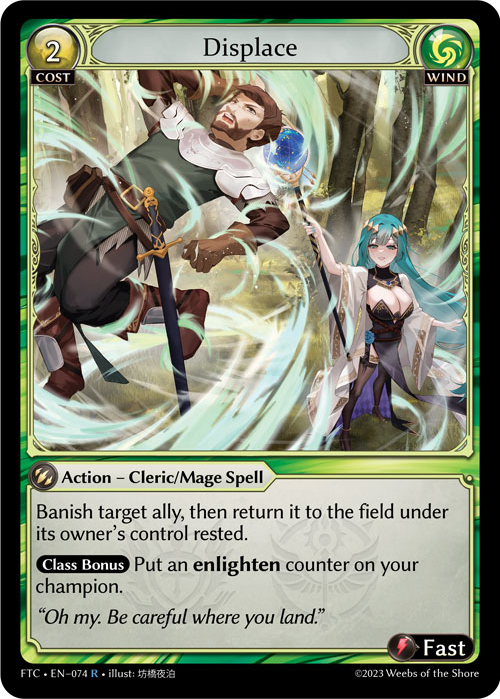 2
Displace
COST
WIND
Action – Cleric/Mage Spell
Banish target ally, then return it to the field under
its owner's control rested.
Class Bonus Put an enlighten counter on your
champion.
“Oh my. Be careful where you land.”
Fast
FTC • EN-074 R • illust: 坊橋夜泊
©2023 Weebs of the Shore